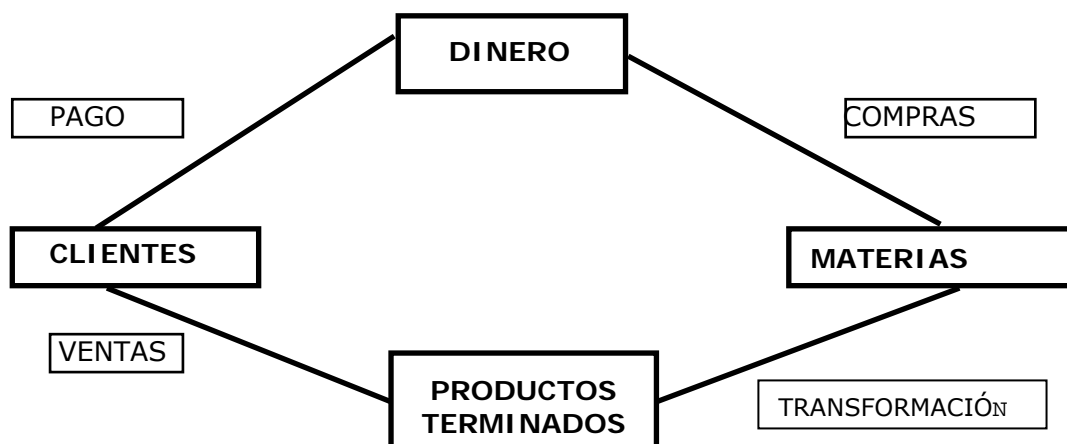 DINERO
PAGO
COMPRAS
CLIENTES
MATERIAS
VENTAS
PRODUCTOS
TERMINADOS
TRANSFORMACIÓN